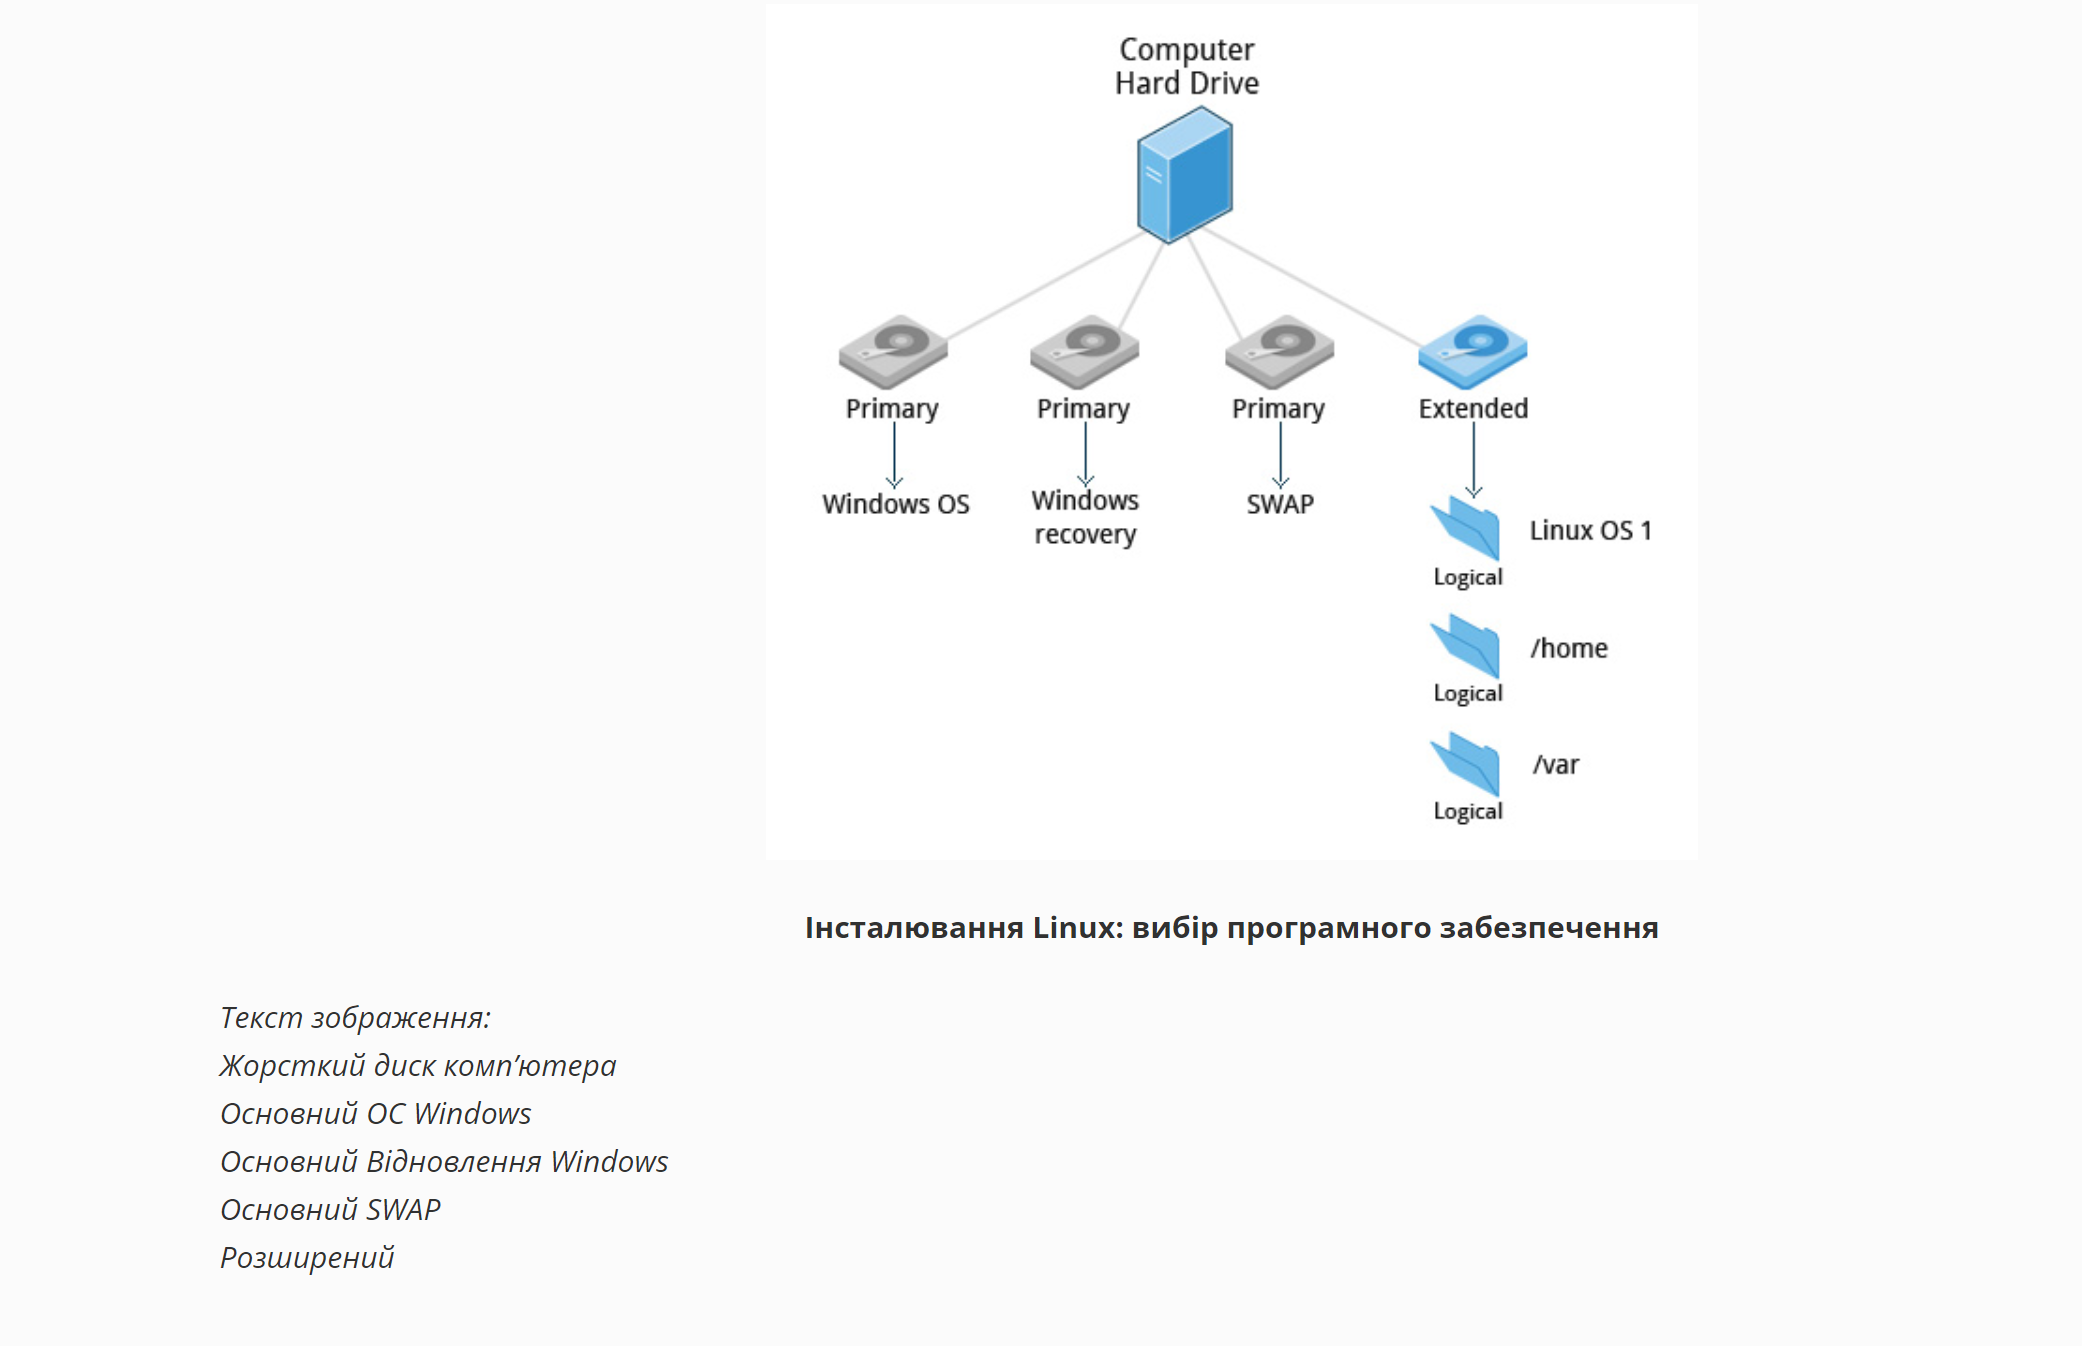 Computer
Hard Drive
Primary
Primary
Primary
Extended
Windows OS
Windows
recovery
SWAP
Linux OS 1
Logical
/home
Logical
/var
Logical
Інсталювання Linux: вибір програмного забезпечення
Текст зображення:
Жорсткий диск комп’ютера
Основний ОС Windows
Основний Відновлення Windows
Основний SWAP
Розширений